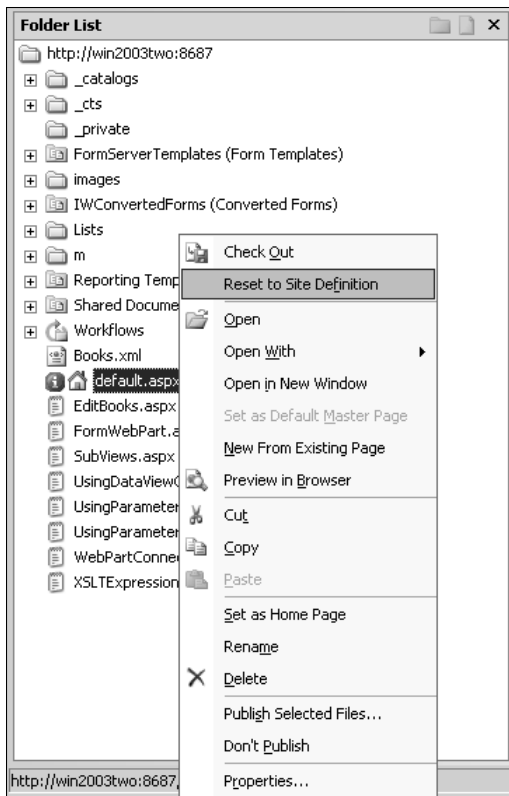 Folder List
http://win2003two:8687
_catalogs
_cts
_private
FormServerTemplates (Form Templates)
images
IWConvertedForms (Converted Forms)
Lists
m
Reporting Temp
Shared Docume
Workflows
Books.xml
default.aspx
EditBooks.aspx
FormWebPart.a
SubViews.aspx
UsingDataView
UsingParameter
UsingParameter
WebPartConne
XSLTExpression
Check Out
Reset to Site Definition
Open
Open With
Open in New Window
Set as Default Master Page
New From Existing Page
Preview in Browser
Cut
Copy
Paste
Set as Home Page
Rename
Delete
Publish Selected Files...
Don't Publish
Properties...
http://win2003two:8687